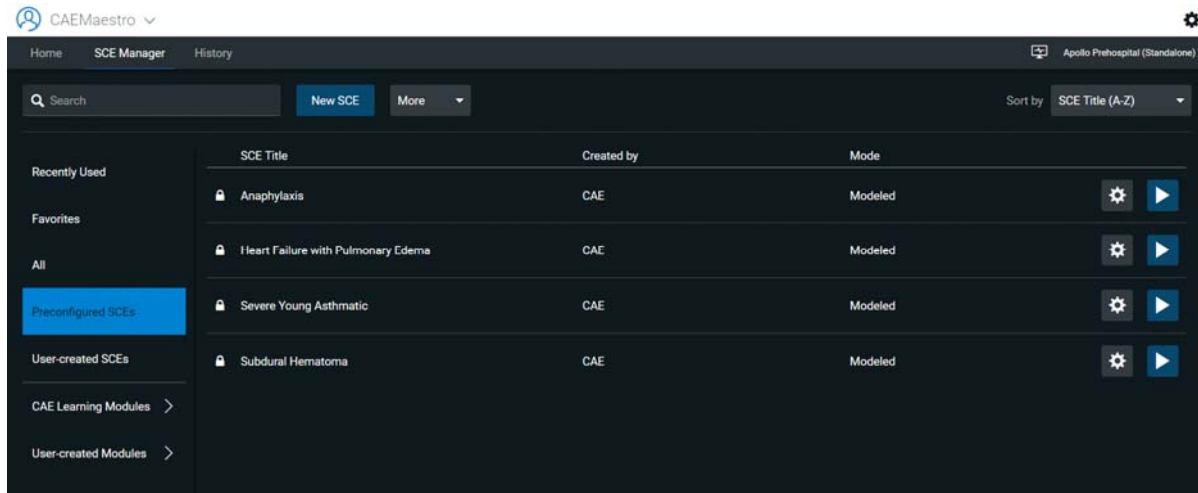 CAEMaestro
Home SCE Manager History Apollo Prehospital (Standalone)
Search New SCE More Sort by SCE Title (A-Z)
Recently Used
Favorites
All
Preconfigured SCEs
User-created SCEs
CAE Learning Modules
User-created Modules
SCE Title Created by Mode
Anaphylaxis CAE Modeled
Heart Failure with Pulmonary Edema CAE Modeled
Severe Young Asthmatic CAE Modeled
Subdural Hematoma CAE Modeled